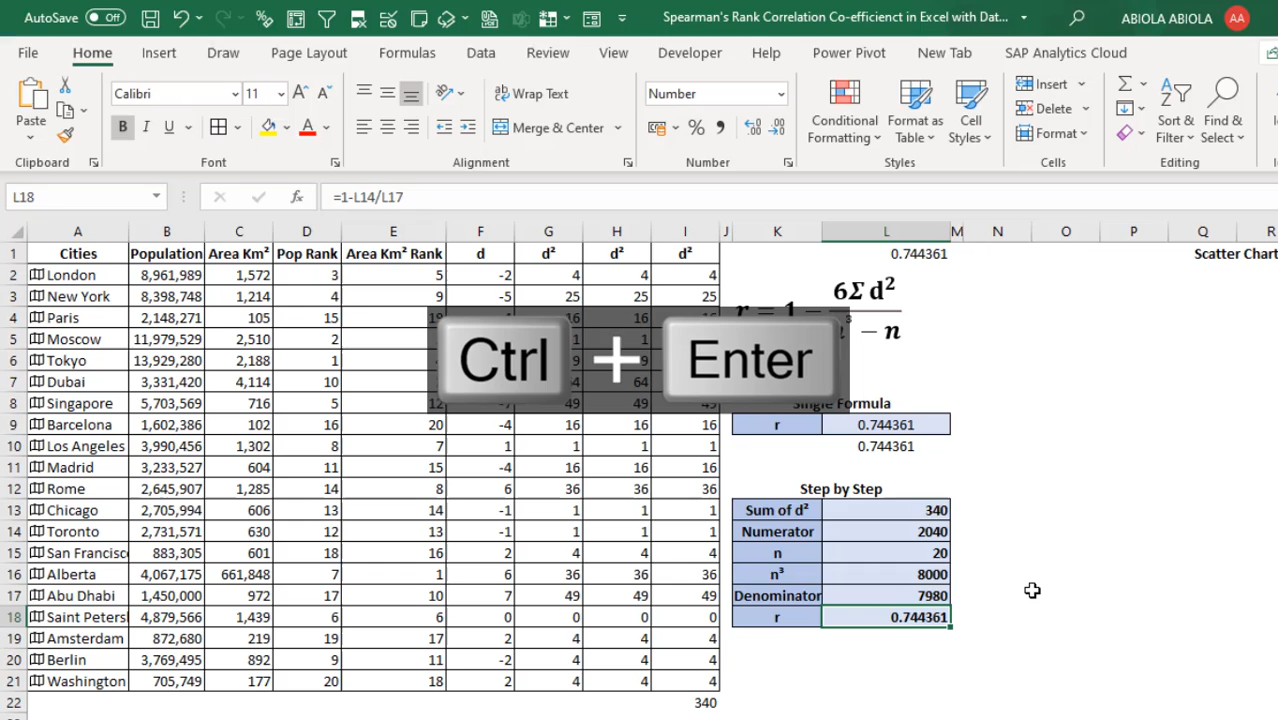 AutoSave Off Spearman's Rank Correlation Co-efficienct in Excel with Dat... ABIOLA ABIOLA AA
File Home Insert Draw Page Layout Formulas Data Review View Developer Help Power Pivot New Tab SAP Analytics Cloud
Calibri 11 Wrap Text Number Insert
Paste B I U Merge & Center % Conditional Formatting Format as Table Cell Styles Delete Format Sort & Filter Find & Select
Clipboard Font Alignment Number Styles Cells Editing
L18 fx =1-L14/L17
A B C D E F G H I J K L M N O P Q R
1 Cities Population Area Km² Pop Rank Area Km² Rank d d² d² d² 0.744361 Scatter Chart
2 London 8,961,989 1,572 3 5 -2 4 4 4
3 New York 8,398,748 1,214 4 9 -5 25 25 25
6Σ d²
4 Paris 2,148,271 105 15
r = 1 −
− n
5 Moscow 11,979,529 2,510 2
6 Tokyo 13,929,280 2,188 1
Ctrl + Enter
7 Dubai 3,331,420 4,114 10 64
8 Singapore 5,703,569 716 5 12 -7 49 49 Single Formula
9 Barcelona 1,602,386 102 16 20 -4 16 16 16 r 0.744361
10 Los Angeles 3,990,456 1,302 8 7 1 1 1 1 0.744361
11 Madrid 3,233,527 604 11 15 -4 16 16 16
12 Rome 2,645,907 1,285 14 8 6 36 36 36 Step by Step
13 Chicago 2,705,994 606 13 14 -1 1 1 1 Sum of d² 340
14 Toronto 2,731,571 630 12 13 -1 1 1 1 Numerator 2040
15 San Francisc 883,305 601 18 16 2 4 4 4 n 20
16 Alberta 4,067,175 661,848 7 1 6 36 36 36 n³ 8000
17 Abu Dhabi 1,450,000 972 17 10 7 49 49 49 Denominator 7980
18 Saint Petersl 4,879,566 1,439 6 6 0 0 0 0 r 0.744361
19 Amsterdam 872,680 219 19 17 2 4 4 4
20 Berlin 3,769,495 892 9 11 -2 4 4 4
21 Washington 705,749 177 20 18 2 4 4 4
22 340